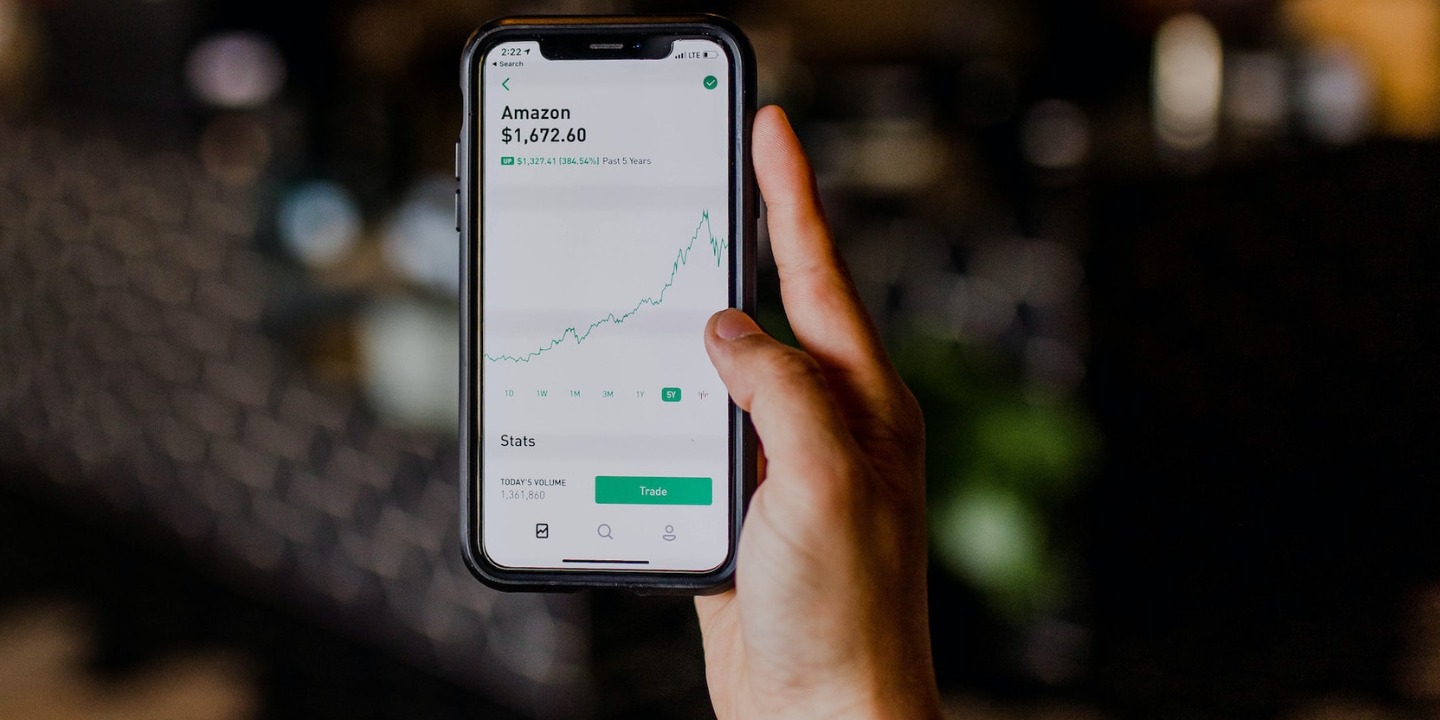 2:22
LTE
Search
Amazon
$1,672.60
UP $1,327.41 (384.54%) Past 5 Years
1D 1W 1M 3M 1Y 5Y
Stats
TODAY'S VOLUME
1,361,860
Trade